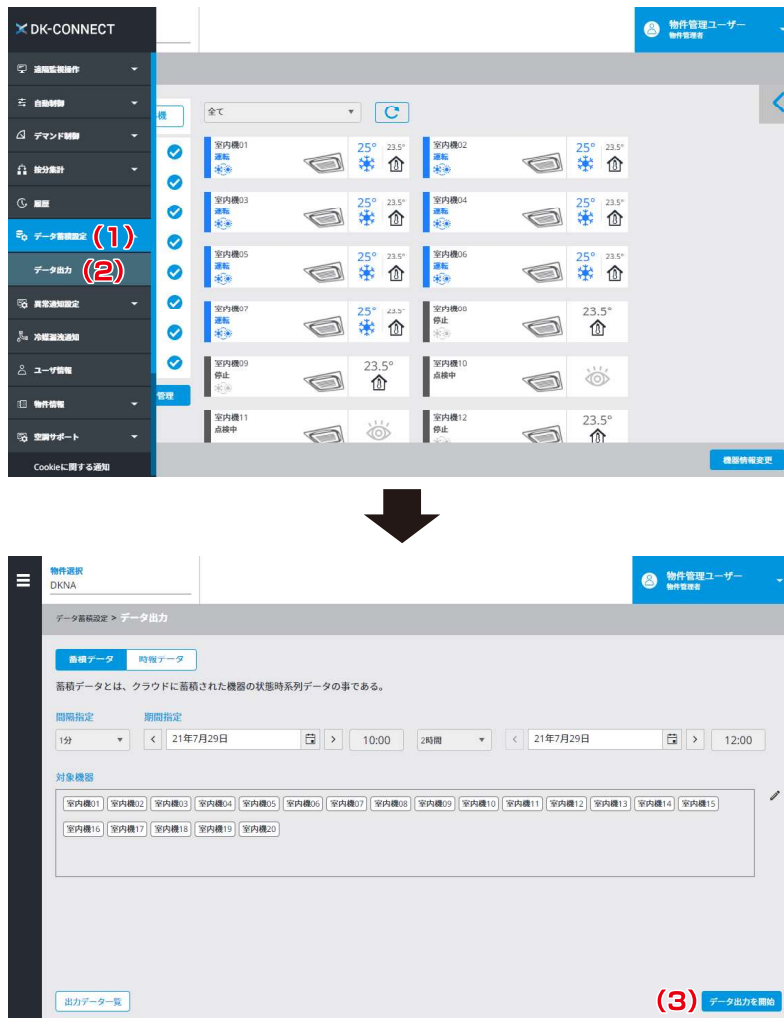 DK-CONNECT
物件管理ユーザー
物件管理者
遠隔監視操作
自動制御
デマンド制御
按分集計
履歴
データ蓄積設定 (1)
データ出力 (2)
異常通知設定
冷媒漏洩通知
ユーザ情報
物件情報
空調サポート
Cookieに関する通知
機
管理
全て
室内機01
運転
25° 23.5°
室内機02
運転
25° 23.5°
室内機03
運転
25° 23.5°
室内機04
運転
25° 23.5°
室内機05
運転
25° 23.5°
室内機06
運転
25° 23.5°
室内機07
運転
25° 23.5°
室内機08
停止
23.5°
室内機09
停止
23.5°
室内機10
点検中
室内機11
点検中
室内機12
停止
23.5°
機器情報変更
物件選択
DKNA
物件管理ユーザー
物件管理者
データ蓄積設定 > データ出力
蓄積データ 時報データ
蓄積データとは、クラウドに蓄積された機器の状態時系列データの事である。
間隔指定 期間指定
1分 21年7月29日 10:00 2時間 21年7月29日 12:00
対象機器
室内機01 室内機02 室内機03 室内機04 室内機05 室内機06 室内機07 室内機08 室内機09 室内機10 室内機11 室内機12 室内機13 室内機14 室内機15
室内機16 室内機17 室内機18 室内機19 室内機20
出力データ一覧 (3) データ出力を開始